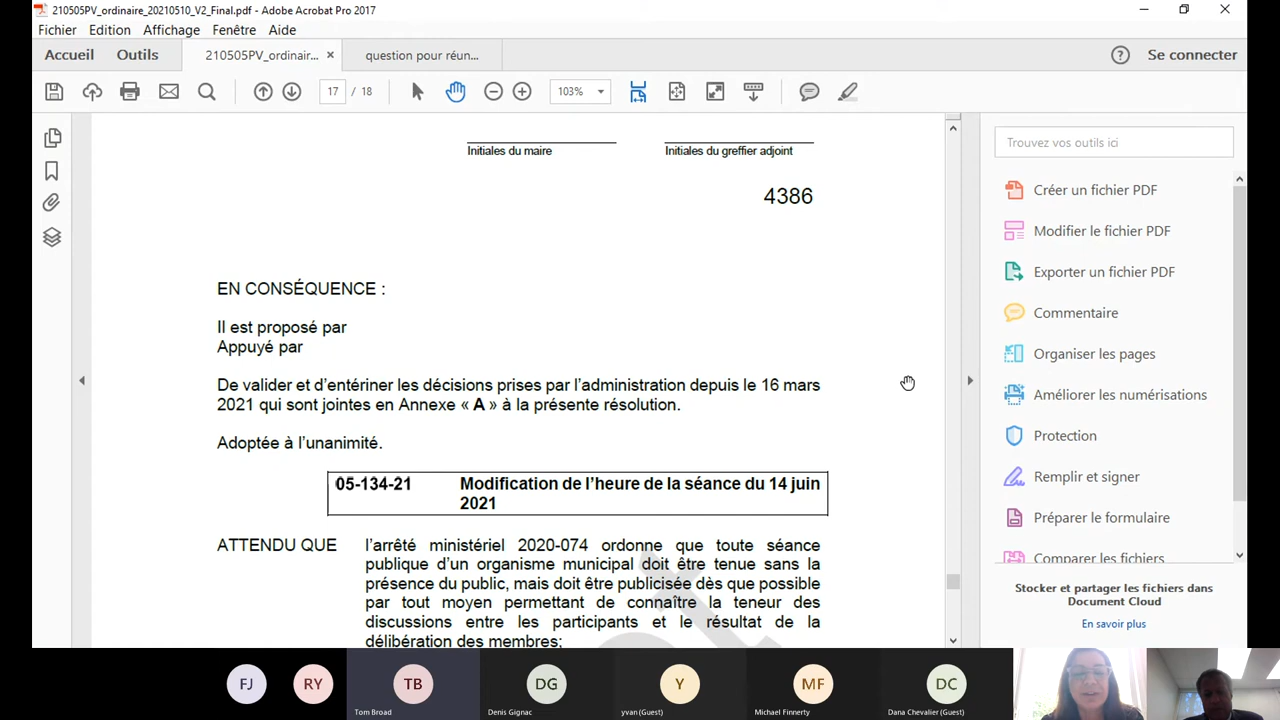 210505PV_ordinaire_20210510_V2_Final.pdf - Adobe Acrobat Pro 2017
Fichier Edition Affichage Fenêtre Aide
Accueil Outils 210505PV_ordinair... × question pour réun... Se connecter
17 / 18 103%
Initiales du maire Initiales du greffier adjoint
4386
EN CONSÉQUENCE :
Il est proposé par
Appuyé par
De valider et d'entériner les décisions prises par l'administration depuis le 16 mars
2021 qui sont jointes en Annexe « A » à la présente résolution.
Adoptée à l'unanimité.
05-134-21 Modification de l'heure de la séance du 14 juin
2021
ATTENDU QUE l'arrêté ministériel 2020-074 ordonne que toute séance
publique d'un organisme municipal doit être tenue sans la
présence du public, mais doit être publicisée dès que possible
par tout moyen permettant de connaître la teneur des
discussions entre les participants et le résultat de la
délibération des membres;
Trouvez vos outils ici
Créer un fichier PDF
Modifier le fichier PDF
Exporter un fichier PDF
Commentaire
Organiser les pages
Améliorer les numérisations
Protection
Remplir et signer
Préparer le formulaire
Comparer les fichiers
Stocker et partager les fichiers dans
Document Cloud
En savoir plus
FJ RY TB DG Y MF DC
Tom Broad Denis Gignac yvan (Guest) Michael Finnerty Dana Chevalier (Guest)